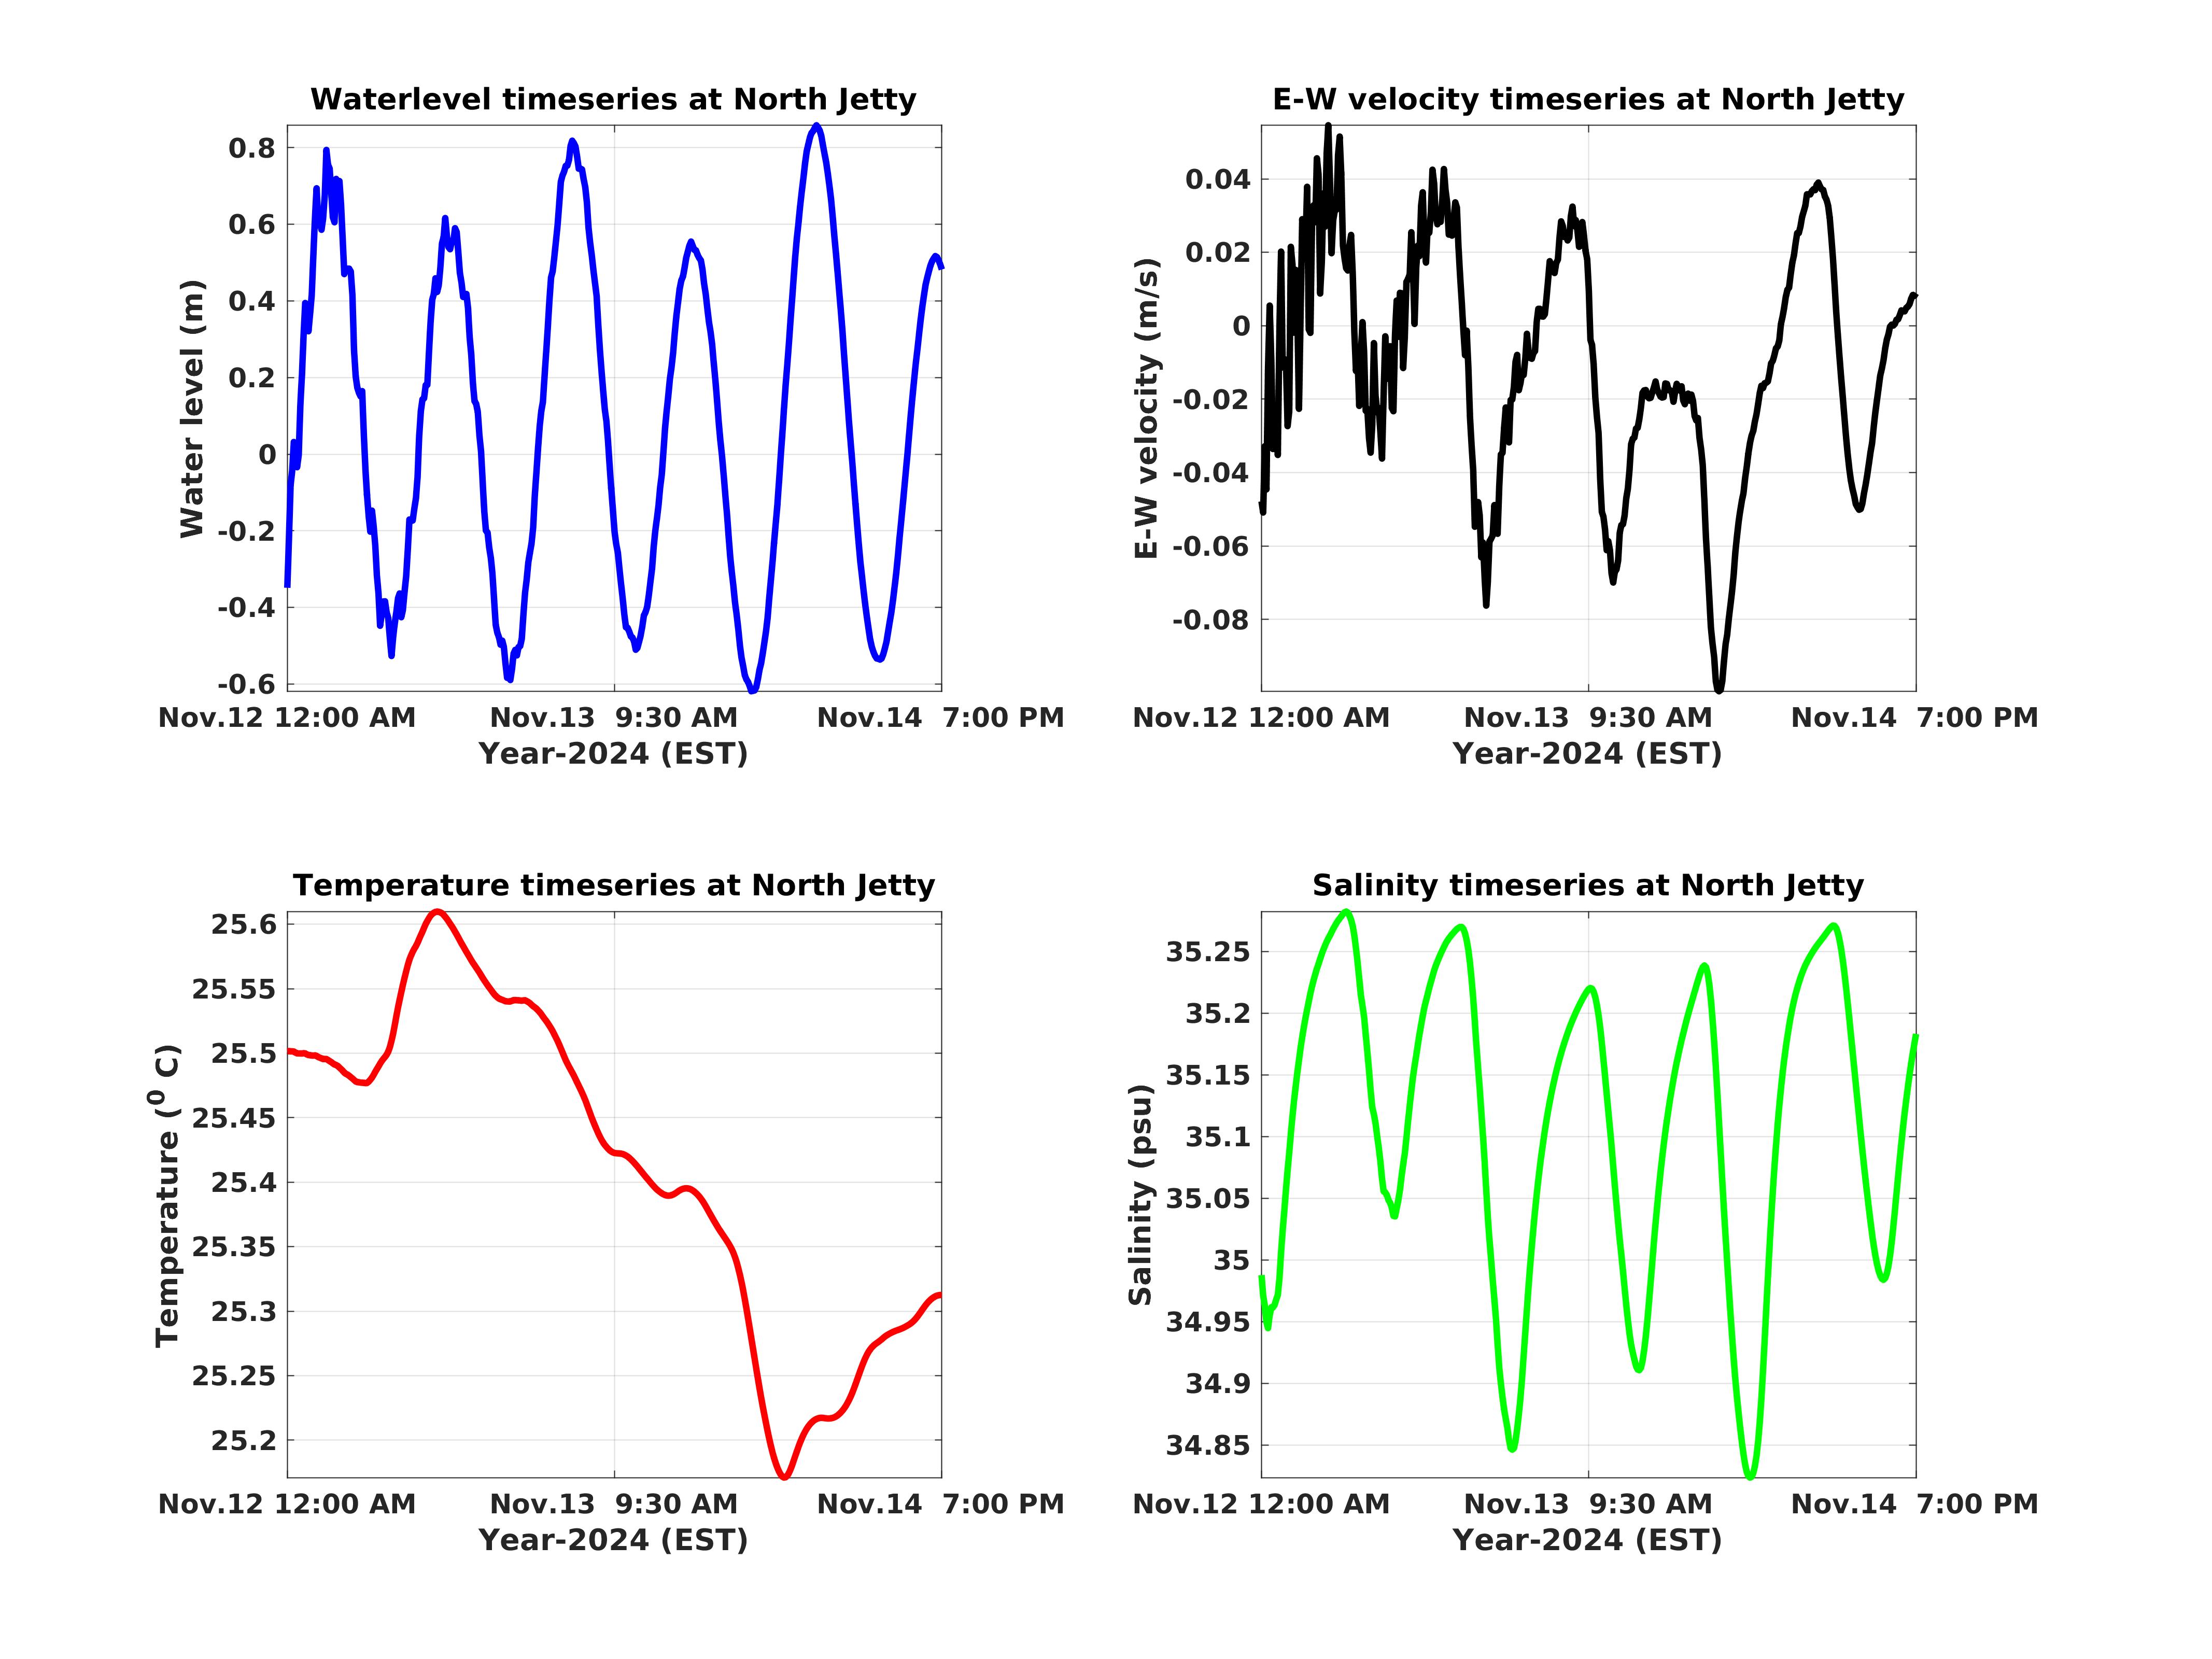 Waterlevel timeseries at North Jetty
0.8
0.6
0.4
0.2
0
-0.2
-0.4
-0.6
Water level (m)
Nov.12 12:00 AM Nov.13 9:30 AM Nov.14 7:00 PM
Year-2024 (EST)
E-W velocity timeseries at North Jetty
0.04
0.02
0
-0.02
-0.04
-0.06
-0.08
E-W velocity (m/s)
Nov.12 12:00 AM Nov.13 9:30 AM Nov.14 7:00 PM
Year-2024 (EST)
Temperature timeseries at North Jetty
25.6
25.55
25.5
25.45
25.4
25.35
25.3
25.25
25.2
Temperature (⁰ C)
Nov.12 12:00 AM Nov.13 9:30 AM Nov.14 7:00 PM
Year-2024 (EST)
Salinity timeseries at North Jetty
35.25
35.2
35.15
35.1
35.05
35
34.95
34.9
34.85
Salinity (psu)
Nov.12 12:00 AM Nov.13 9:30 AM Nov.14 7:00 PM
Year-2024 (EST)